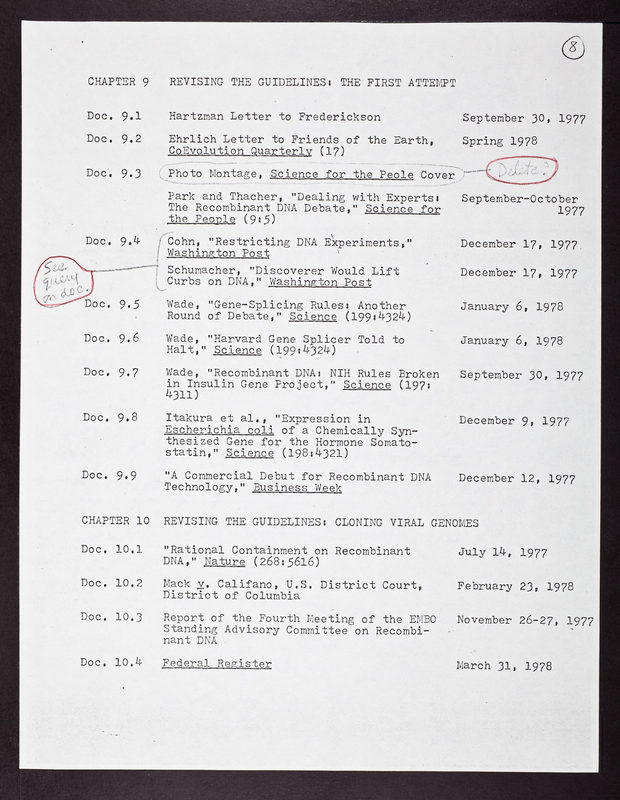 8
CHAPTER 9 REVISING THE GUIDELINES: THE FIRST ATTEMPT
Doc. 9.1 Hartzman Letter to Frederickson September 30, 1977
Doc. 9.2 Ehrlich Letter to Friends of the Earth, Spring 1978
CoEvolution Quarterly (17)
Doc. 9.3 Photo Montage, Science for the Peole Cover Delete?
Park and Thacher, "Dealing with Experts: September-October
The Recombinant DNA Debate," Science for 1977
the People (9:5)
Doc. 9.4 Cohn, "Restricting DNA Experiments," December 17, 1977
Washington Post
See
query
on doc.
Schumacher, "Discoverer Would Lift December 17, 1977
Curbs on DNA," Washington Post
Doc. 9.5 Wade, "Gene-Splicing Rules: Another January 6, 1978
Round of Debate," Science (199:4324)
Doc. 9.6 Wade, "Harvard Gene Splicer Told to January 6, 1978
Halt," Science (199:4324)
Doc. 9.7 Wade, "Recombinant DNA: NIH Rules Broken September 30, 1977
in Insulin Gene Project," Science (197:
4311)
Doc. 9.8 Itakura et al., "Expression in December 9, 1977
Escherichia coli of a Chemically Syn-
thesized Gene for the Hormone Somato-
statin," Science (198:4321)
Doc. 9.9 "A Commercial Debut for Recombinant DNA December 12, 1977
Technology," Business Week
CHAPTER 10 REVISING THE GUIDELINES: CLONING VIRAL GENOMES
Doc. 10.1 "Rational Containment on Recombinant July 14, 1977
DNA," Nature (268:5616)
Doc. 10.2 Mack v. Califano, U.S. District Court, February 23, 1978
District of Columbia
Doc. 10.3 Report of the Fourth Meeting of the EMBO November 26-27, 1977
Standing Advisory Committee on Recombi-
nant DNA
Doc. 10.4 Federal Register March 31, 1978